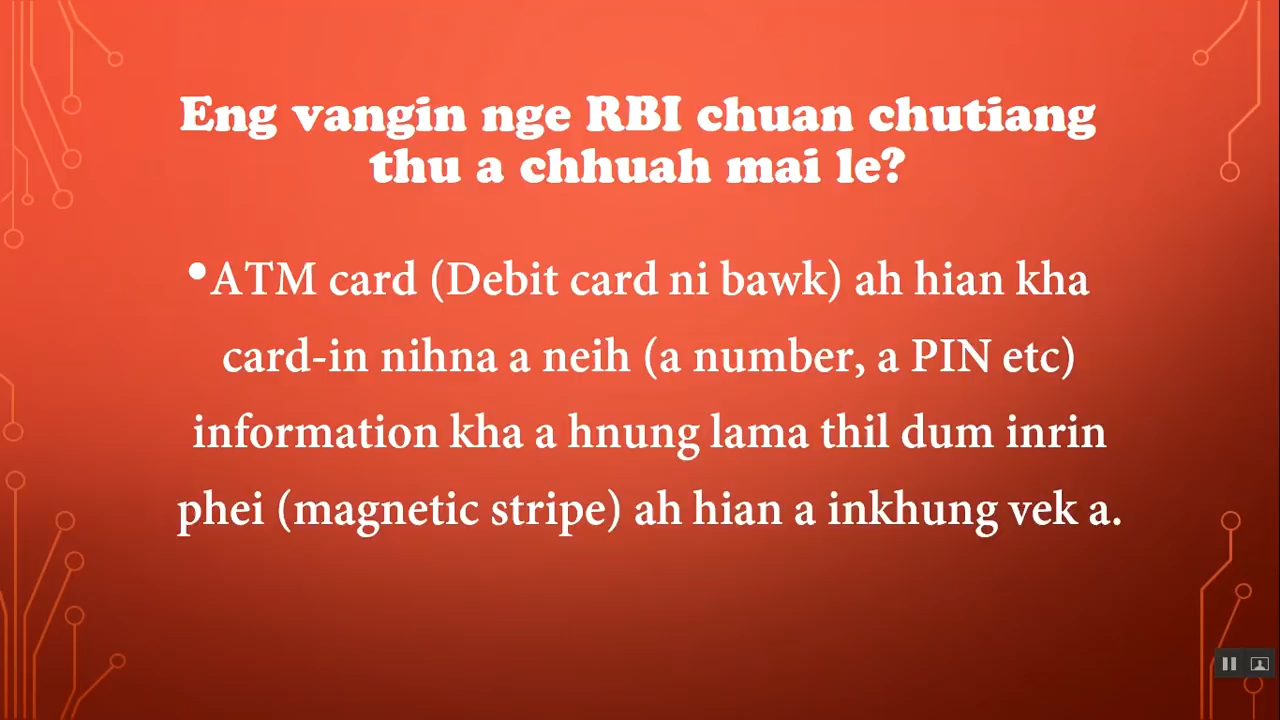 Eng vangin nge RBI chuan chutiang
thu a chhuah mai le?
•ATM card (Debit card ni bawk) ah hian kha
card-in nihna a neih (a number, a PIN etc)
information kha a hnung lama thil dum inrin
phei (magnetic stripe) ah hian a inkhung vek a.